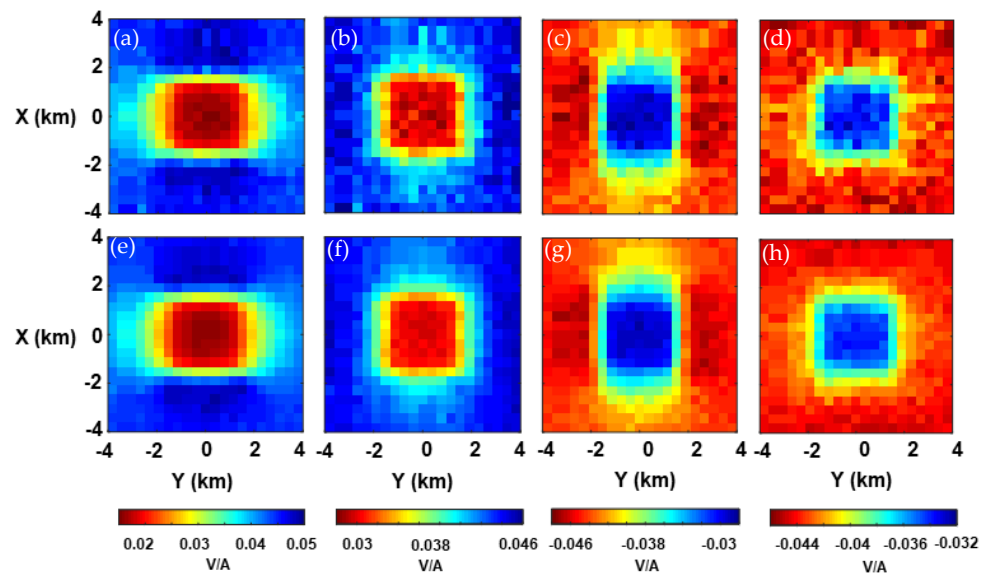 (a) (b) (c) (d)
4
2
X (km) 0
-2
-4
(e) (f) (g) (h)
4
2
X (km) 0
-2
-4
-4 -2 0 2 4 -2 0 2 4 -2 0 2 4 -2 0 2 4
Y (km) Y (km) Y (km) Y (km)
0.02 0.03 0.04 0.05 0.03 0.038 0.046 -0.046 -0.038 -0.03 -0.044 -0.04 -0.036 -0.032
V/A V/A V/A V/A